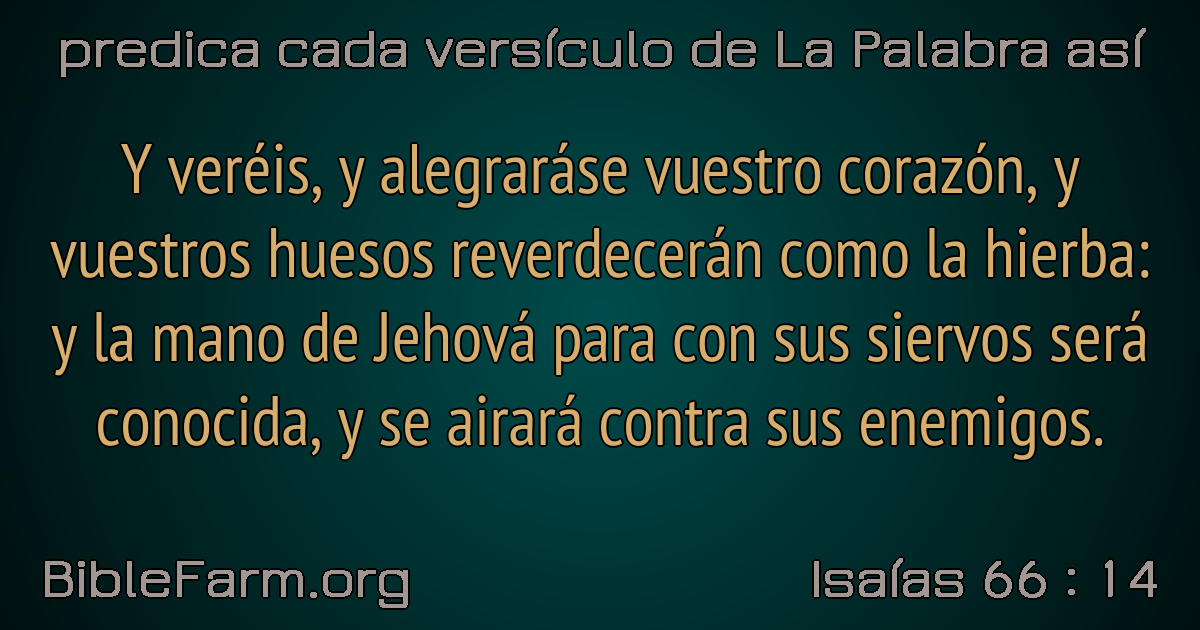 predica cada versículo de La Palabra así
Y veréis, y alegraráse vuestro corazón, y
vuestros huesos reverdecerán como la hierba:
y la mano de Jehová para con sus siervos será
conocida, y se airará contra sus enemigos.
BibleFarm.org
Isaías 66 : 14